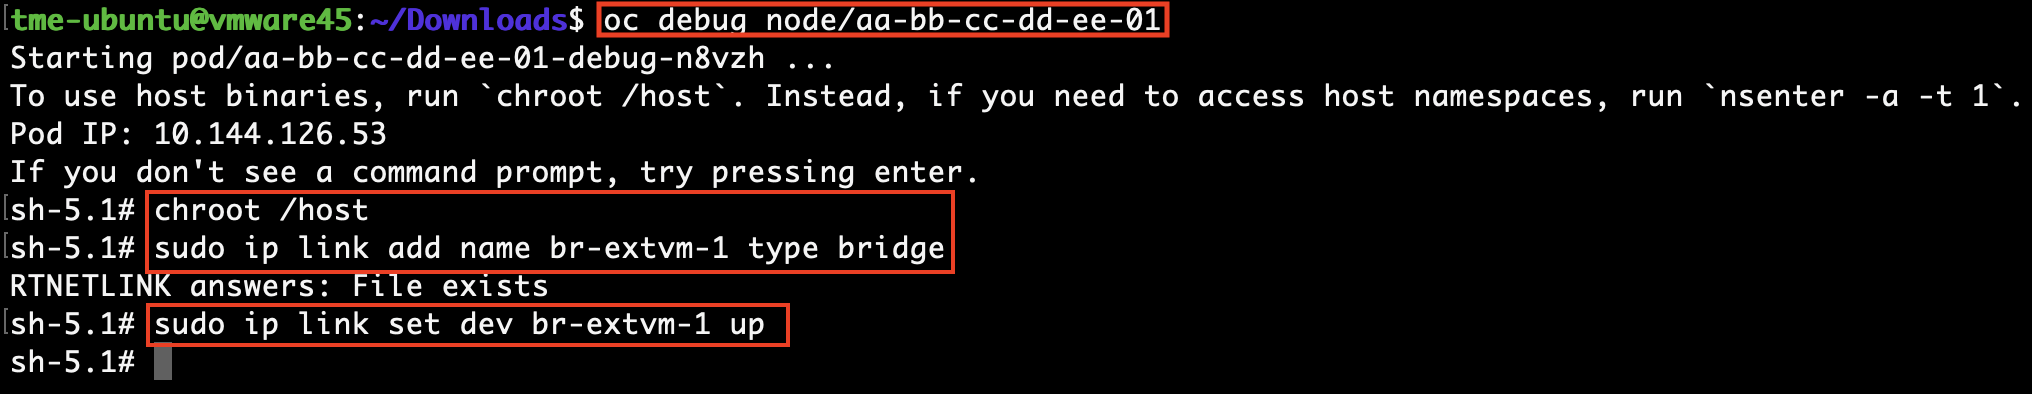 tme-ubuntu@vmware45:~/Downloads$ oc debug node/aa-bb-cc-dd-ee-01
Starting pod/aa-bb-cc-dd-ee-01-debug-n8vzh ...
To use host binaries, run `chroot /host`. Instead, if you need to access host namespaces, run `nsenter -a -t 1`.
Pod IP: 10.144.126.53
If you don't see a command prompt, try pressing enter.
sh-5.1# chroot /host
sh-5.1# sudo ip link add name br-extvm-1 type bridge
RTNETLINK answers: File exists
sh-5.1# sudo ip link set dev br-extvm-1 up
sh-5.1#